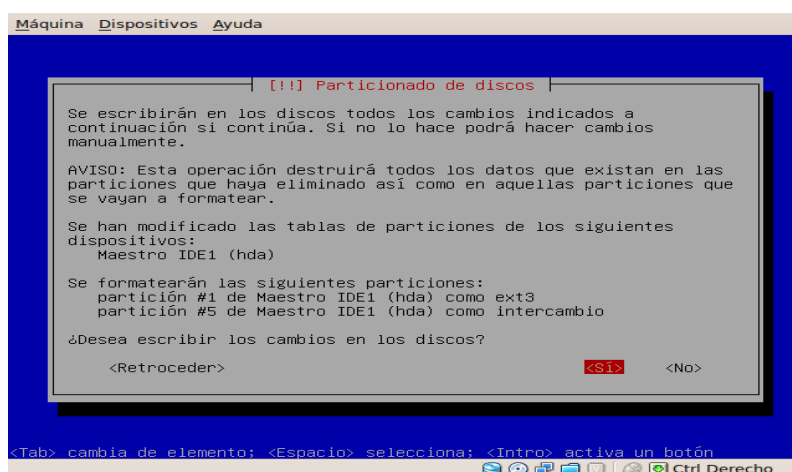 Máquina Dispositivos Ayuda
[!!] Particionado de discos
Se escribirán en los discos todos los cambios indicados a
continuación si continúa. Si no lo hace podrá hacer cambios
manualmente.
AVISO: Esta operación destruirá todos los datos que existan en las
particiones que haya eliminado así como en aquellas particiones que
se vayan a formatear.
Se han modificado las tablas de particiones de los siguientes
dispositivos:
Maestro IDE1 (hda)
Se formatearán las siguientes particiones:
partición #1 de Maestro IDE1 (hda) como ext3
partición #5 de Maestro IDE1 (hda) como intercambio
¿Desea escribir los cambios en los discos?
<Retroceder> <Sí> <No>
<Tab> cambia de elemento; <Espacio> selecciona; <Intro> activa un botón
Ctrl Derecho